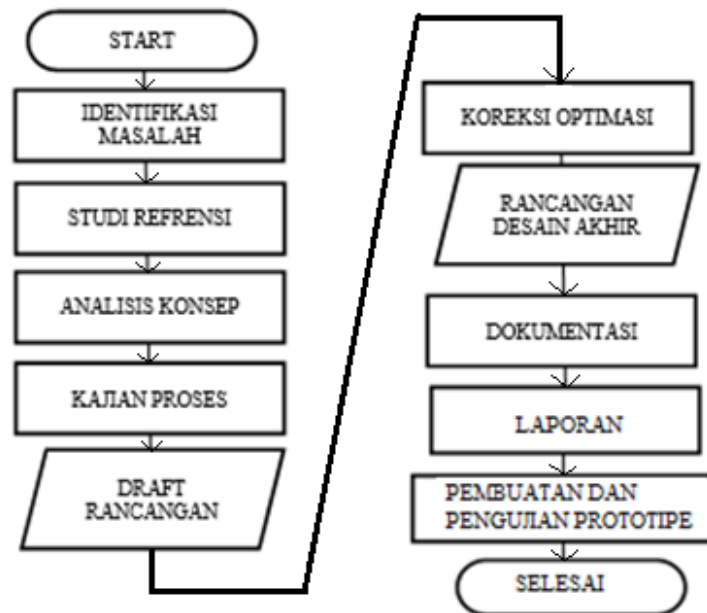 START
IDENTIFIKASI
MASALAH
STUDI REFRENSI
ANALISIS KONSEP
KAJIAN PROSES
DRAFT
RANCANGAN
KOREKSI OPTIMASI
RANCANGAN
DESAIN AKHIR
DOKUMENTASI
LAPORAN
PEMBUATAN DAN
PENGUJIAN PROTOTIPE
SELESAI